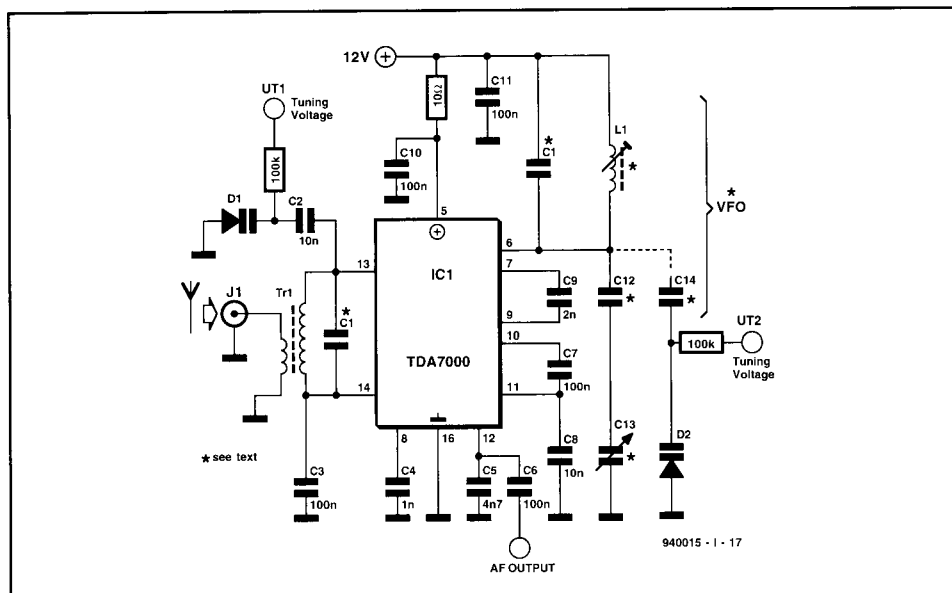 12V
10Ω
C11
100n
UT1
Tuning
Voltage
100k
C10
100n
C1
*
L1
*
*
VFO
D1
C2
10n
5
13
6
IC1
7
C12
*
C14
*
J1
Tr1
C1
*
C9
2n
9
UT2
100k
Tuning
Voltage
10
TDA7000
C7
100n
14
11
8
16
12
C8
10n
C13
*
D2
* see text
C3
100n
C4
1n
C5
4n7
C6
100n
940015 - I - 17
AF OUTPUT